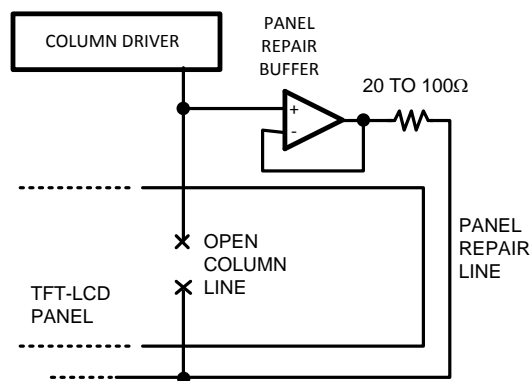 COLUMN DRIVER
PANEL
REPAIR
BUFFER
20 TO 100Ω
+
-
OPEN
COLUMN
LINE
PANEL
REPAIR
LINE
TFT-LCD
PANEL